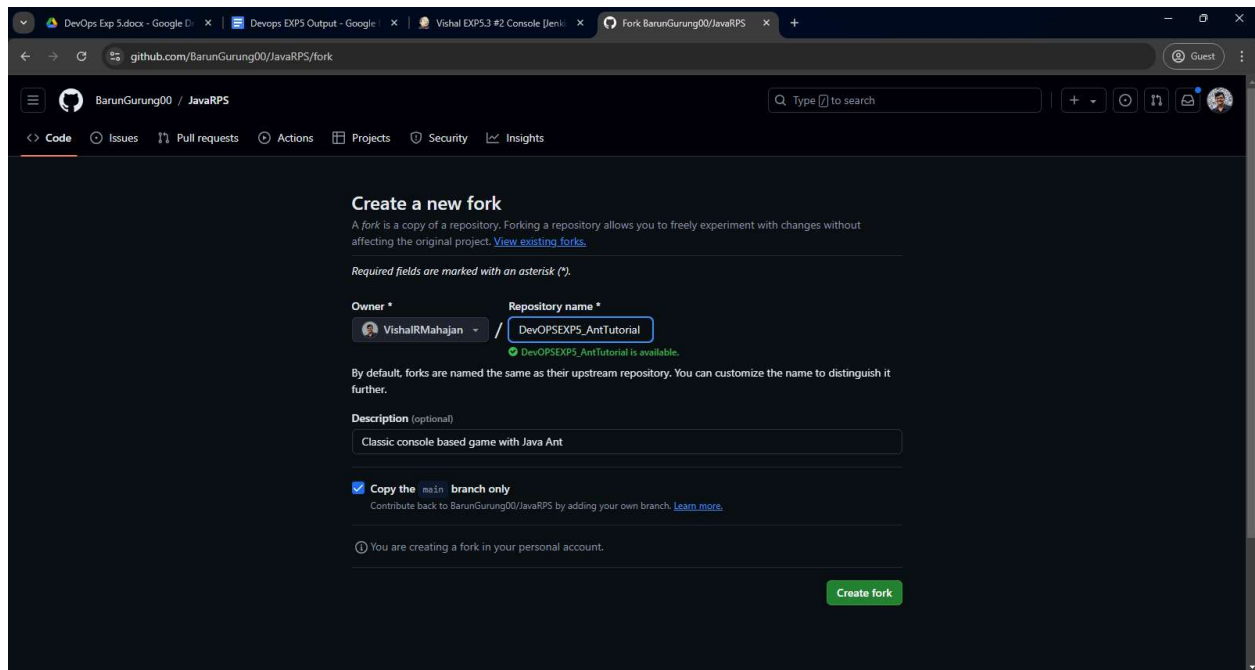 DevOps Exp 5.docx - Google D
Devops EXP5 Output - Google
Vishal EXP5.3 #2 Console [Jenki
Fork BarunGurung00/JavaRPS
github.com/BarunGurung00/JavaRPS/fork
Guest
BarunGurung00 / JavaRPS
Type / to search
Code
Issues
Pull requests
Actions
Projects
Security
Insights
Create a new fork
A fork is a copy of a repository. Forking a repository allows you to freely experiment with changes without
affecting the original project. View existing forks.
Required fields are marked with an asterisk (*).
Owner *
Repository name *
VishalRMahajan
/
DevOPSEXP5_AntTutorial
DevOPSEXP5_AntTutorial is available.
By default, forks are named the same as their upstream repository. You can customize the name to distinguish it
further.
Description (optional)
Classic console based game with Java Ant
Copy the main branch only
Contribute back to BarunGurung00/JavaRPS by adding your own branch. Learn more.
You are creating a fork in your personal account.
Create fork